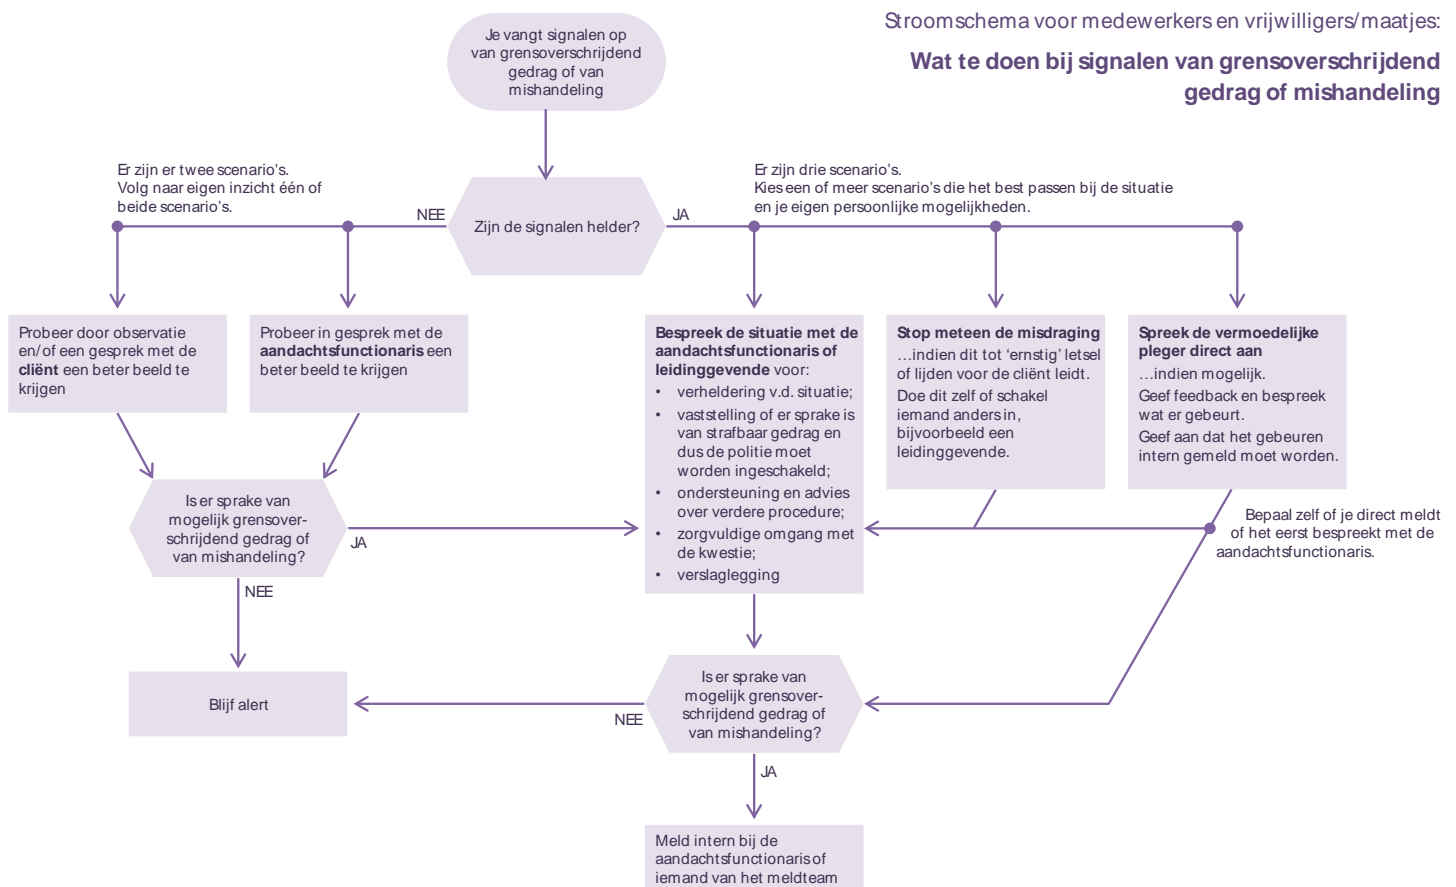 Stroomschema voor medewerkers en vrijwilligers/maatjes:
Wat te doen bij signalen van grensoverschrijdend
gedrag of mishandeling
Je vangt signalen op
van grensoverschrijdend
gedrag of van
mishandeling
Er zijn er twee scenario's.
Volg naar eigen inzicht één of
beide scenario's.
NEE
Zijn de signalen helder?
JA
Er zijn drie scenario's.
Kies een of meer scenario's die het best passen bij de situatie
en je eigen persoonlijke mogelijkheden.
Probeer door observatie
en/of een gesprek met de
cliënt een beter beeld te
krijgen
Probeer in gesprek met de
aandachtsfunctionaris een
beter beeld te krijgen
Bespreek de situatie met de
aandachtsfunctionaris of
leidinggevende voor:
• verheldering v.d. situatie;
• vaststelling of er sprake is
van strafbaar gedrag en
dus de politie moet
worden ingeschakeld;
• ondersteuning en advies
over verdere procedure;
• zorgvuldige omgang met
de kwestie;
• verslaglegging
Stop meteen de misdraging
…indien dit tot ‘ernstig’ letsel
of lijden voor de cliënt leidt.
Doe dit zelf of schakel
iemand anders in,
bijvoorbeeld een
leidinggevende.
Spreek de vermoedelijke
pleger direct aan
…indien mogelijk.
Geef feedback en bespreek
wat er gebeurt.
Geef aan dat het gebeuren
intern gemeld moet worden.
Is er sprake van
mogelijk grensover-
schrijdend gedrag of
van mishandeling?
JA
NEE
Bepaal zelf of je direct meldt
of het eerst bespreekt met de
aandachtsfunctionaris.
Blijf alert
Is er sprake van
mogelijk grensover-
schrijdend gedrag of
van mishandeling?
NEE
JA
Meld intern bij de
aandachtsfunctionaris of
iemand van het meldteam